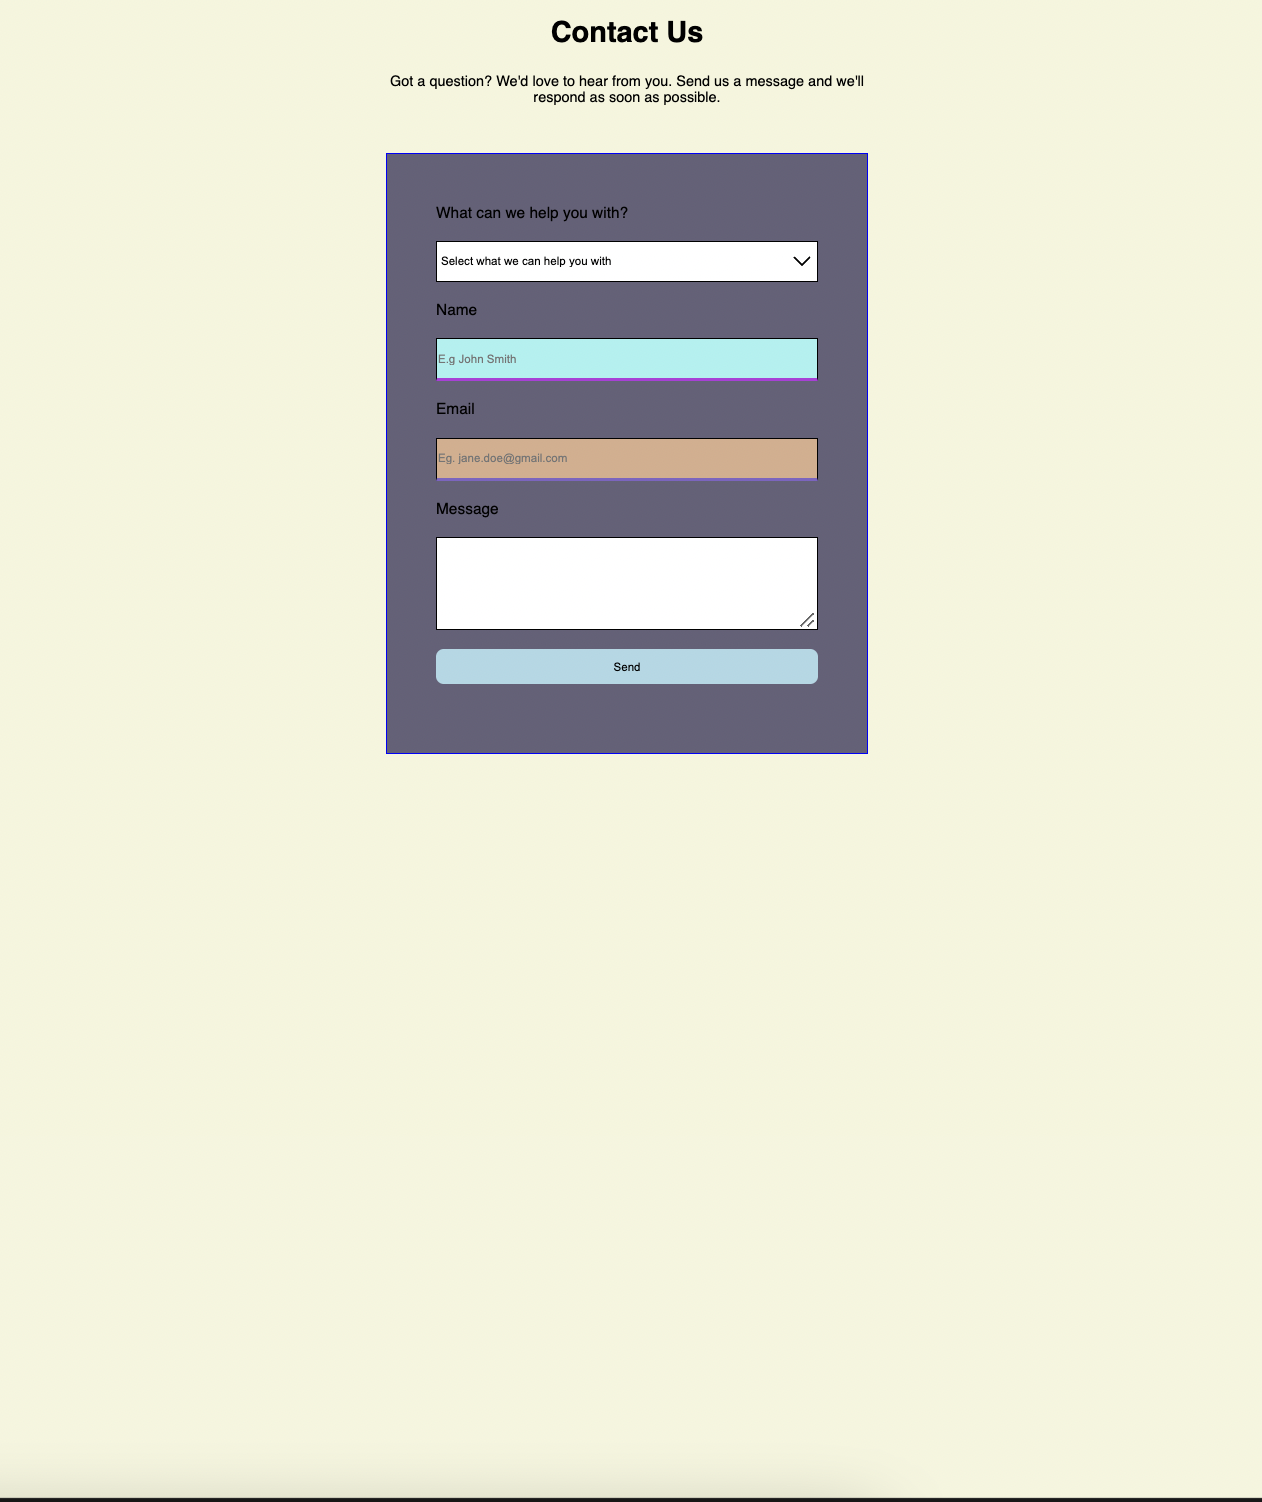 Contact Us
Got a question? We'd love to hear from you. Send us a message and we'll
respond as soon as possible.
What can we help you with?
Select what we can help you with
Name
E.g John Smith
Email
Eg. jane.doe@gmail.com
Message
Send